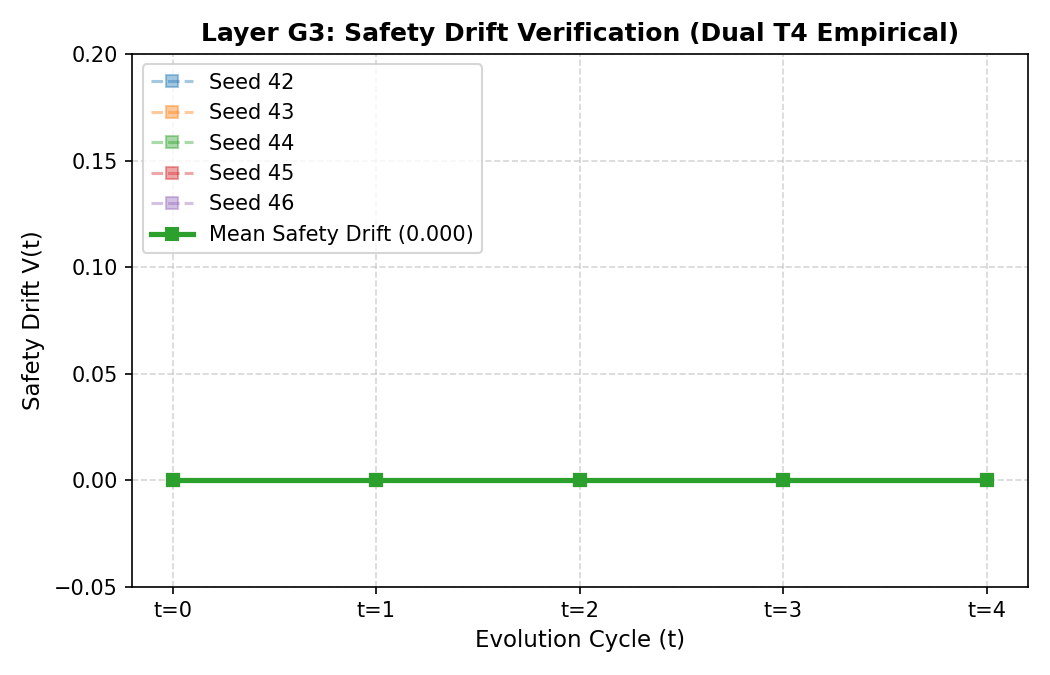 Layer G3: Safety Drift Verification (Dual T4 Empirical)
0.20
0.15
0.10
0.05
0.00
−0.05
Safety Drift V(t)
Seed 42
Seed 43
Seed 44
Seed 45
Seed 46
Mean Safety Drift (0.000)
t=0 t=1 t=2 t=3 t=4
Evolution Cycle (t)